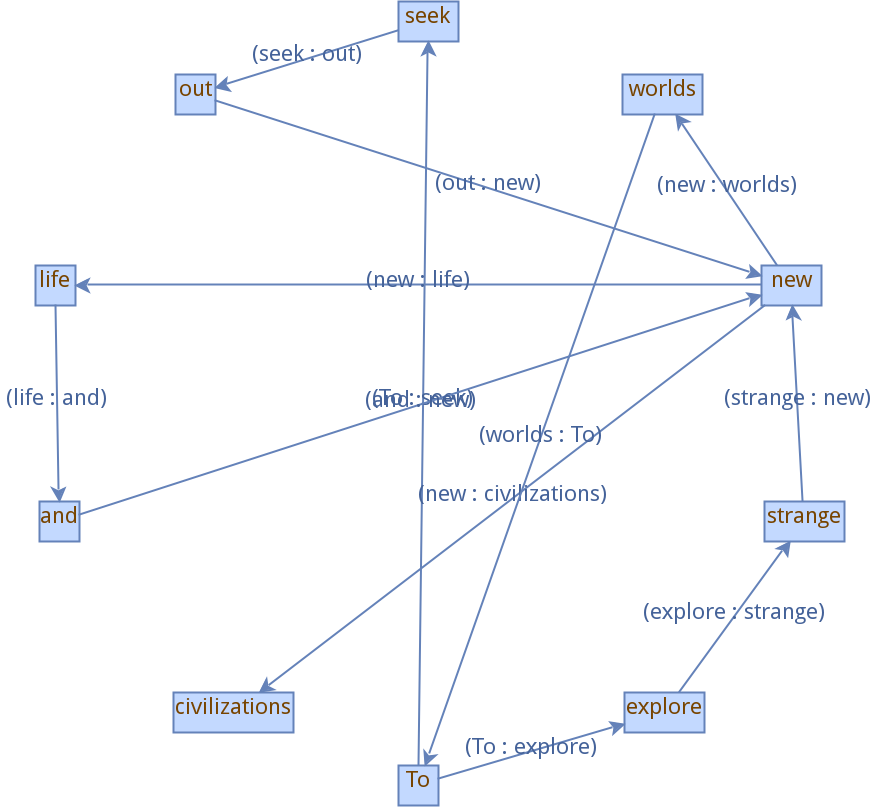 seek
(seek : out)
out
worlds
(out : new)
(new : worlds)
life
(new : life)
new
(life : and)
(To : seek)
(and : new)
(strange : new)
(worlds : To)
(new : civilizations)
and
strange
(explore : strange)
civilizations
explore
(To : explore)
To